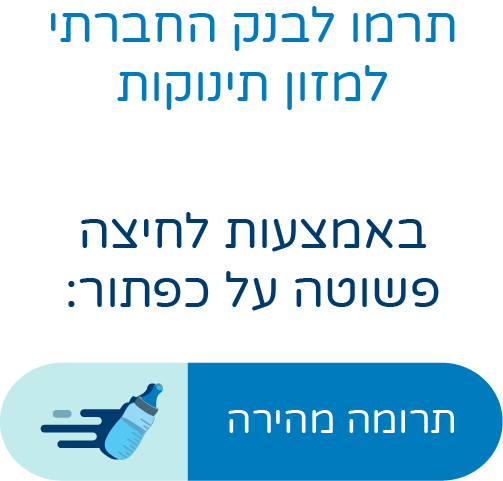 תרמו לבנק החברתי
למזון תינוקות
באמצעות לחיצה
פשוטה על כפתור:
תרומה מהירה